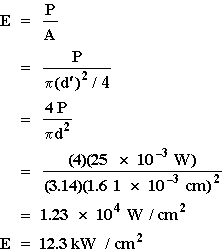 E = P / A
= P / π(d′)² / 4
= 4 P / πd²
= (4)(25 × 10⁻³ W) / (3.14)(1.6 1 × 10⁻³ cm)²
= 1.23 × 10⁴ W / cm²
E = 12.3 kW / cm²